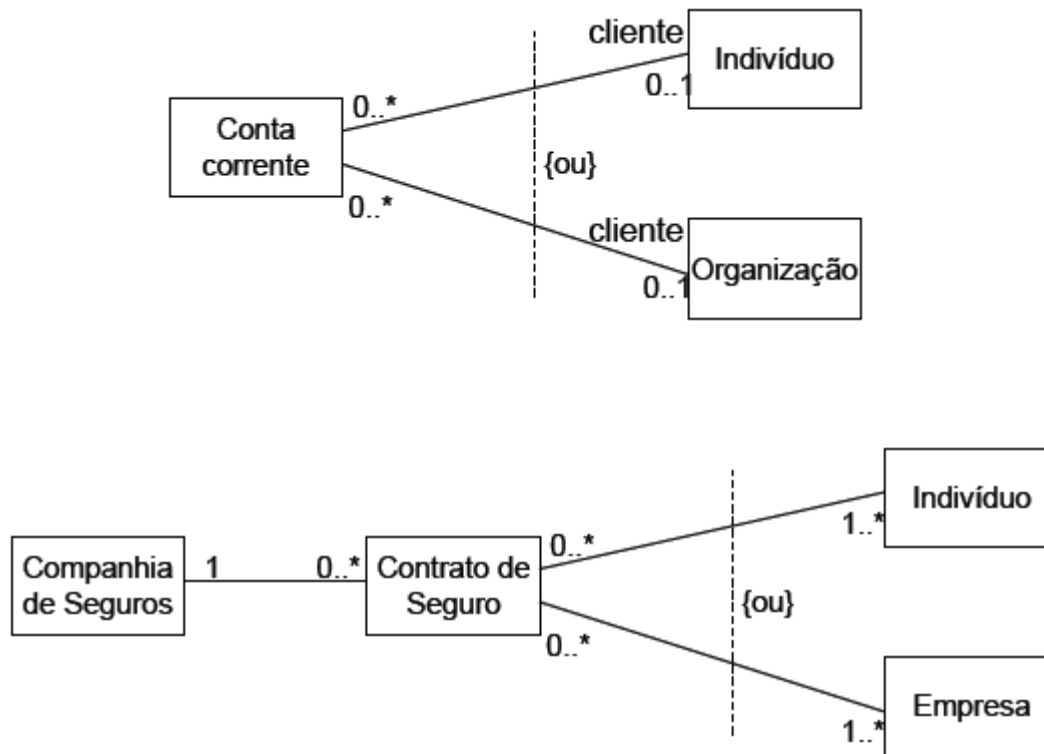 cliente
Indivíduo
0..*
0..1
Conta
corrente
{ou}
0..*
cliente
Organização
0..1
Indivíduo
0..*
1..*
Companhia
de Seguros
1
0..*
Contrato de
Seguro
{ou}
0..*
Empresa
1..*